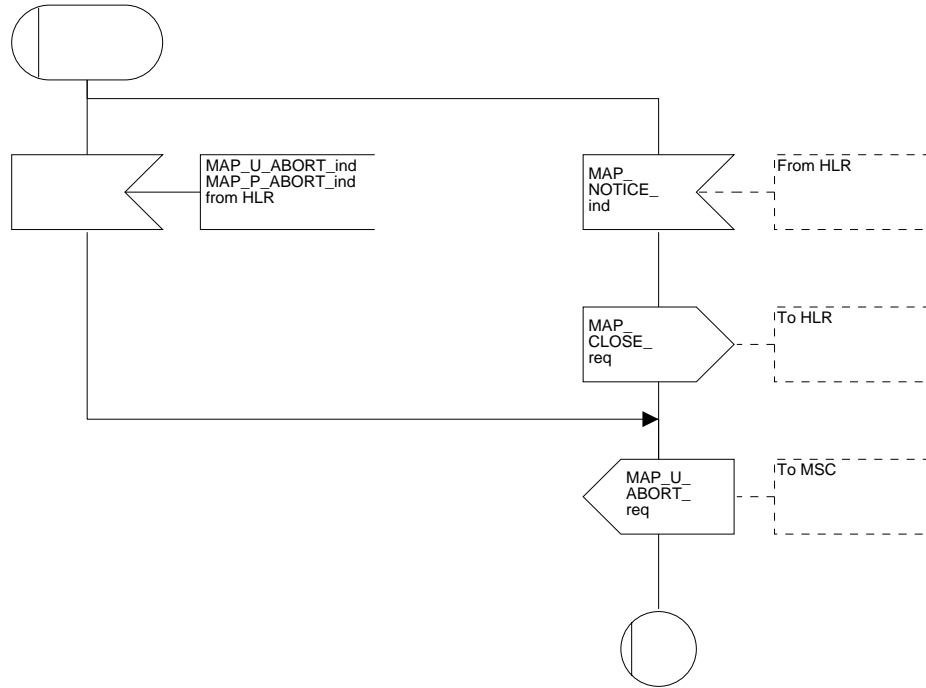 MAP_U_ABORT_ind
MAP_P_ABORT_ind
from HLR
MAP_
NOTICE_
ind
From HLR
MAP_
CLOSE_
req
To HLR
MAP_U_
ABORT_
req
To MSC